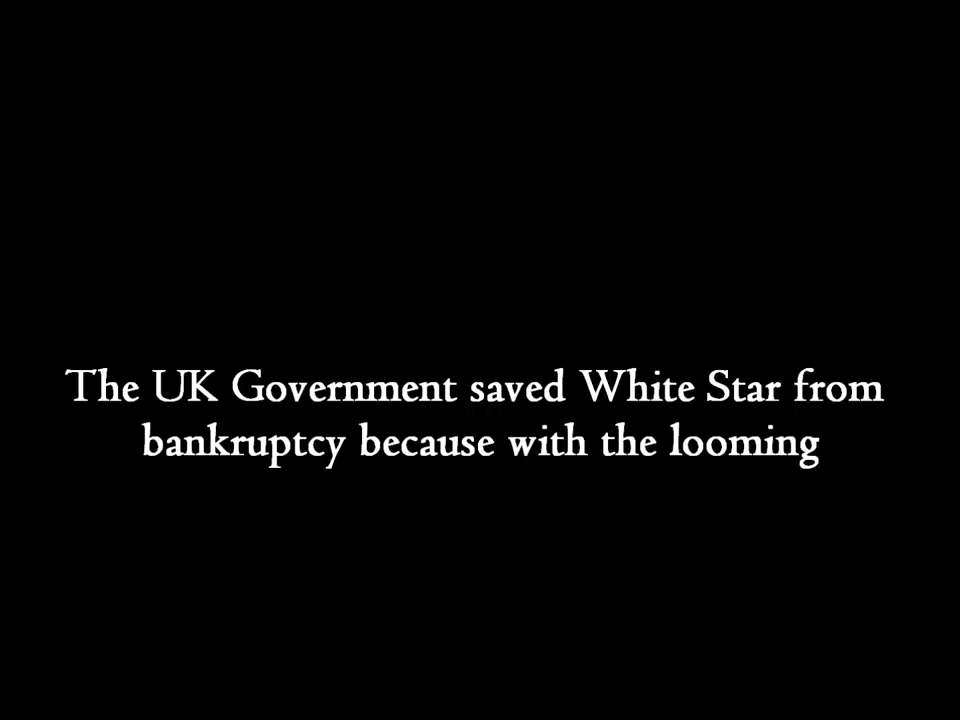 The UK Government saved White Star from
bankruptcy because with the looming